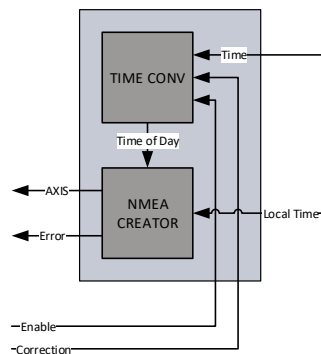 Time
TIME CONV
Time of Day
AXIS
NMEA
CREATOR
Local Time
Error
Enable
Correction